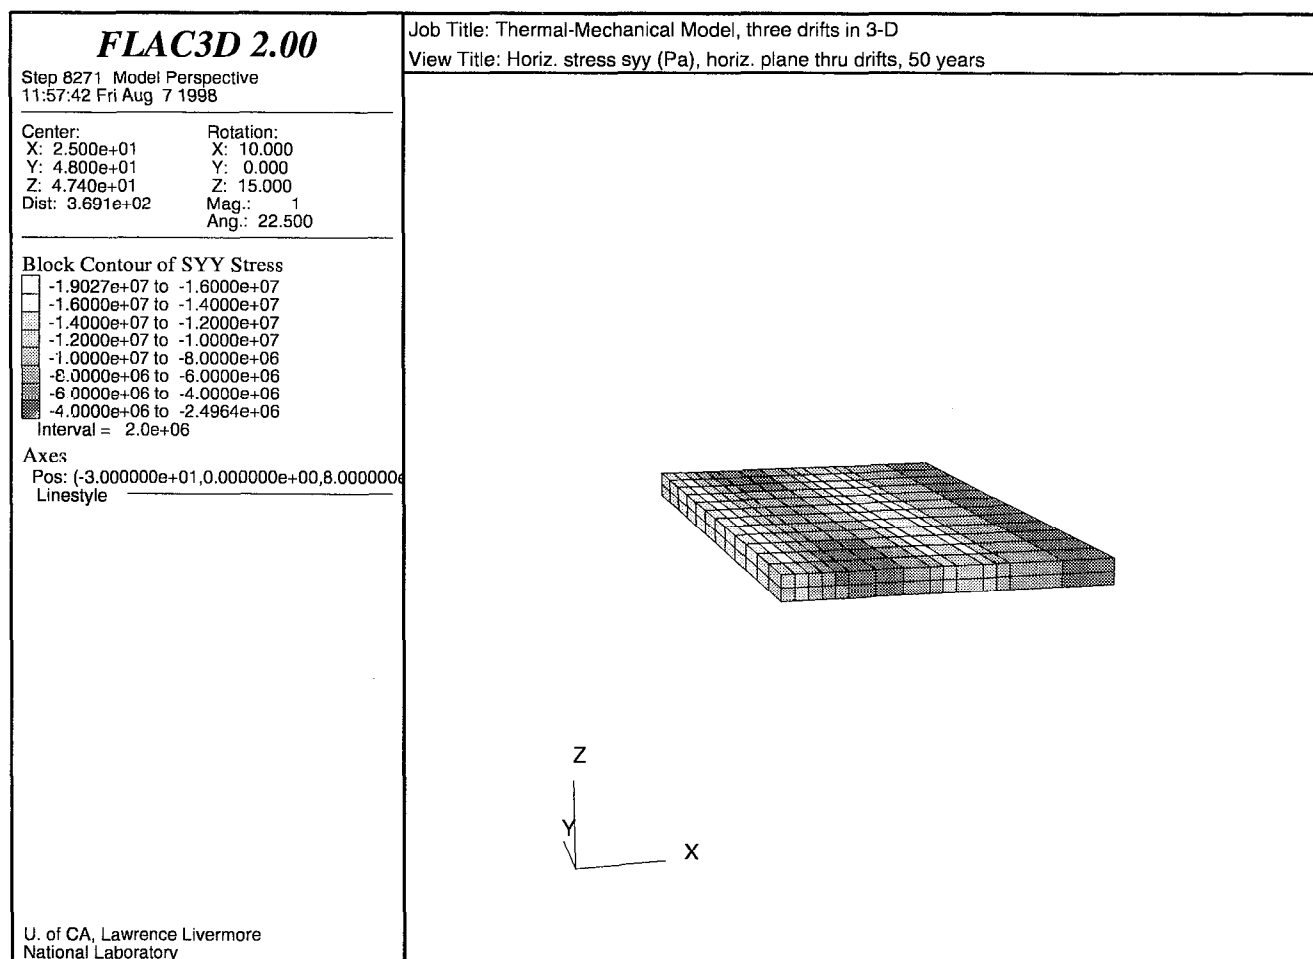 FLAC3D 2.00
Step 8271 Model Perspective
11:57:42 Fri Aug 7 1998
Center:
X: 2.500e+01
Y: 4.800e+01
Z: 4.740e+01
Dist: 3.691e+02
Rotation:
X: 10.000
Y: 0.000
Z: 15.000
Mag.: 1
Ang.: 22.500
Block Contour of SYY Stress
-1.9027e+07 to -1.6000e+07
-1.6000e+07 to -1.4000e+07
-1.4000e+07 to -1.2000e+07
-1.2000e+07 to -1.0000e+07
-1.0000e+07 to -8.0000e+06
-8.0000e+06 to -6.0000e+06
-6.0000e+06 to -4.0000e+06
-4.0000e+06 to -2.4964e+06
Interval = 2.0e+06
Axes
Pos: (-3.000000e+01,0.000000e+00,8.000000e
Linestyle
U. of CA, Lawrence Livermore
National Laboratory
Job Title: Thermal-Mechanical Model, three drifts in 3-D
View Title: Horiz. stress syy (Pa), horiz. plane thru drifts, 50 years
Z
Y
X